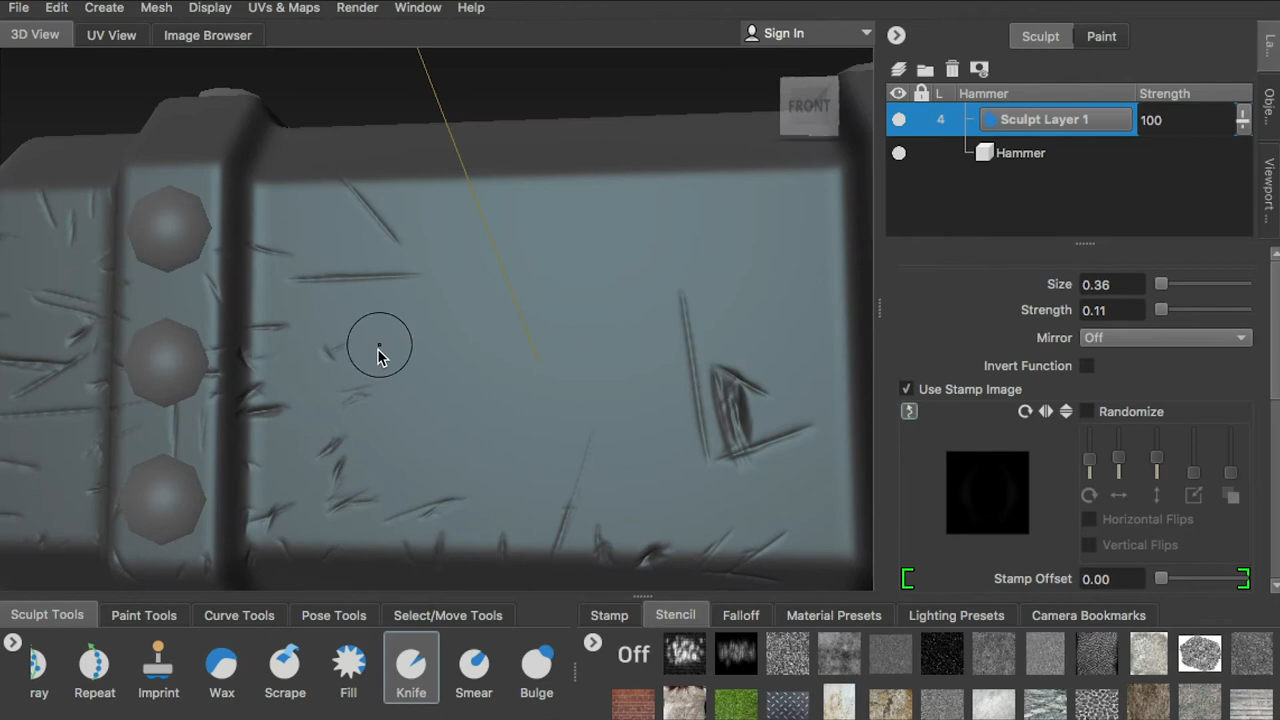 File Edit Create Mesh Display UVs & Maps Render Window Help
3D View UV View Image Browser Sign In
FRONT
Sculpt Paint
L Hammer Strength
4 Sculpt Layer 1 100
Hammer
La...
Obje...
Viewport ...
Size 0.36
Strength 0.11
Mirror Off
Invert Function
Use Stamp Image
Randomize
Horizontal Flips
Vertical Flips
Stamp Offset 0.00
Sculpt Tools Paint Tools Curve Tools Pose Tools Select/Move Tools
Stamp Stencil Falloff Material Presets Lighting Presets Camera Bookmarks
Off
ray Repeat Imprint Wax Scrape Fill Knife Smear Bulge